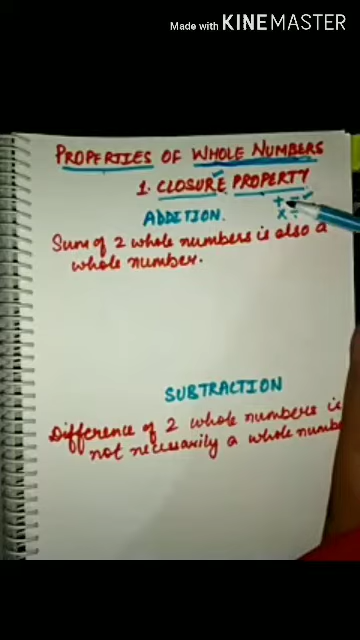 Made with KINEMASTER
PROPERTIES OF WHOLE NUMBERS
1. CLOSURE PROPERTY
+ -
× ÷
ADDITION.
Sum of 2 whole numbers is also a
whole number.
SUBTRACTION
Difference of 2 whole numbers is
not necessarily a whole numbe